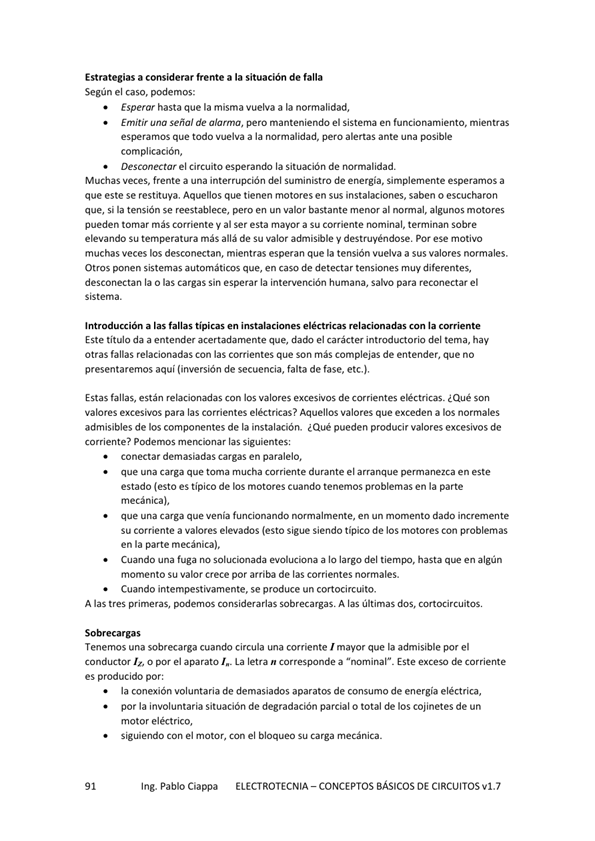 Estrategias a considerar frente a la situación de falla
Según el caso, podemos:
• Esperar hasta que la misma vuelva a la normalidad,
• Emitir una señal de alarma, pero manteniendo el sistema en funcionamiento, mientras
esperamos que todo vuelva a la normalidad, pero alertas ante una posible
complicación,
• Desconectar el circuito esperando la situación de normalidad.
Muchas veces, frente a una interrupción del suministro de energía, simplemente esperamos a
que este se restituya. Aquellos que tienen motores en sus instalaciones, saben o escucharon
que, si la tensión se reestablece, pero en un valor bastante menor al normal, algunos motores
pueden tomar más corriente y al ser esta mayor a su corriente nominal, terminan sobre
elevando su temperatura más allá de su valor admisible y destruyéndose. Por ese motivo
muchas veces los desconectan, mientras esperan que la tensión vuelva a sus valores normales.
Otros ponen sistemas automáticos que, en caso de detectar tensiones muy diferentes,
desconectan la o las cargas sin esperar la intervención humana, salvo para reconectar el
sistema.
Introducción a las fallas típicas en instalaciones eléctricas relacionadas con la corriente
Este título da a entender acertadamente que, dado el carácter introductorio del tema, hay
otras fallas relacionadas con las corrientes que son más complejas de entender, que no
presentaremos aquí (inversión de secuencia, falta de fase, etc.).
Estas fallas, están relacionadas con los valores excesivos de corrientes eléctricas. ¿Qué son
valores excesivos para las corrientes eléctricas? Aquellos valores que exceden a los normales
admisibles de los componentes de la instalación. ¿Qué pueden producir valores excesivos de
corriente? Podemos mencionar las siguientes:
• conectar demasiadas cargas en paralelo,
• que una carga que toma mucha corriente durante el arranque permanezca en este
estado (esto es típico de los motores cuando tenemos problemas en la parte
mecánica),
• que una carga que venía funcionando normalmente, en un momento dado incremente
su corriente a valores elevados (esto sigue siendo típico de los motores con problemas
en la parte mecánica),
• Cuando una fuga no solucionada evoluciona a lo largo del tiempo, hasta que en algún
momento su valor crece por arriba de las corrientes normales.
• Cuando intempestivamente, se produce un cortocircuito.
A las tres primeras, podemos considerarlas sobrecargas. A las últimas dos, cortocircuitos.
Sobrecargas
Tenemos una sobrecarga cuando circula una corriente I mayor que la admisible por el
conductor IZ, o por el aparato In. La letra n corresponde a “nominal”. Este exceso de corriente
es producido por:
• la conexión voluntaria de demasiados aparatos de consumo de energía eléctrica,
• por la involuntaria situación de degradación parcial o total de los cojinetes de un
motor eléctrico,
• siguiendo con el motor, con el bloqueo su carga mecánica.
91 Ing. Pablo Ciappa ELECTROTECNIA – CONCEPTOS BÁSICOS DE CIRCUITOS v1.7